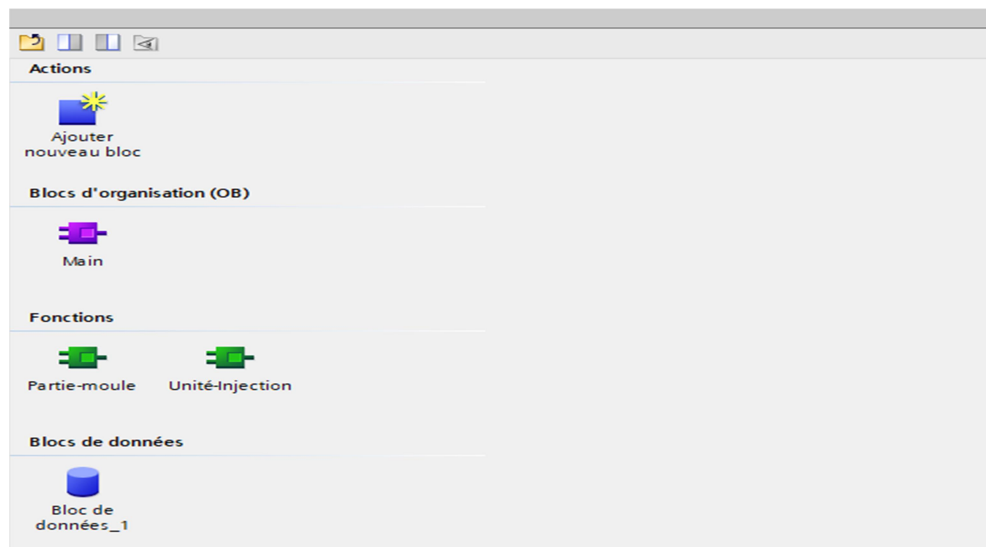 Actions
Ajouter
nouveau bloc
Blocs d'organisation (OB)
Main
Fonctions
Partie-moule Unité-Injection
Blocs de données
Bloc de
données_1